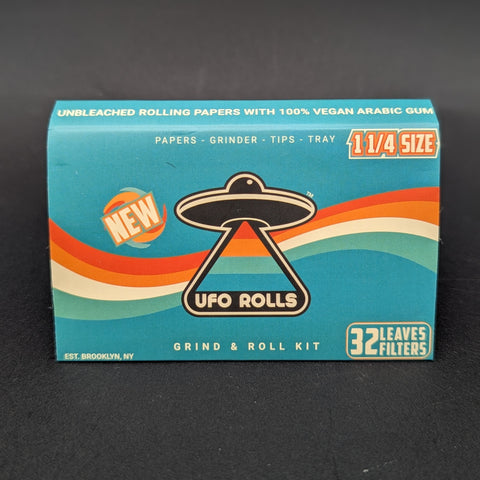 UNBLEACHED ROLLING PAPERS WITH 100% VEGAN ARABIC GUM
PAPERS - GRINDER - TIPS - TRAY
1 1/4 SIZE
NEW
TM
UFO ROLLS
GRIND & ROLL KIT
32 LEAVES
FILTERS
EST. BROOKLYN, NY